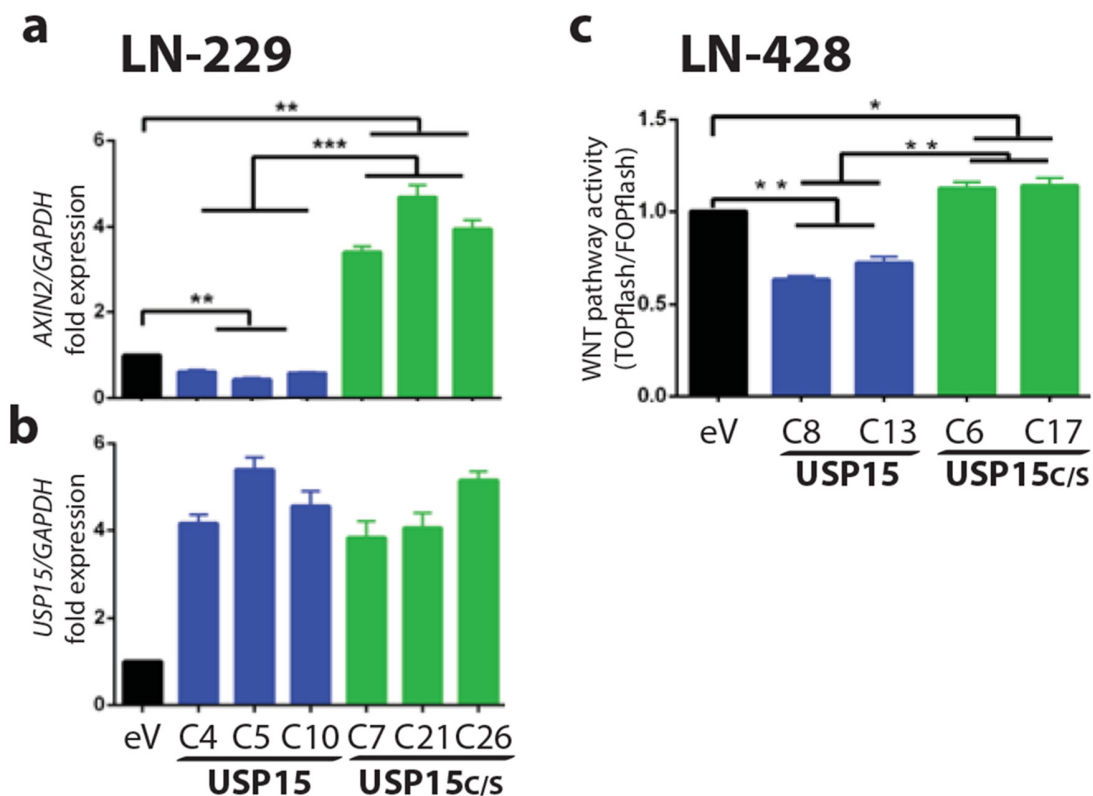 a
LN-229
**
***
**
6
4
2
0
AXIN2/GAPDH
fold expression
b
6
4
2
0
USP15/GAPDH
fold expression
eV C4 C5 C10 C7 C21 C26
USP15 USP15C/S
c
LN-428
*
* *
* *
1.5
1.0
0.5
0.0
WNT pathway activity
(TOPflash/FOPflash)
eV C8 C13 C6 C17
USP15 USP15C/S